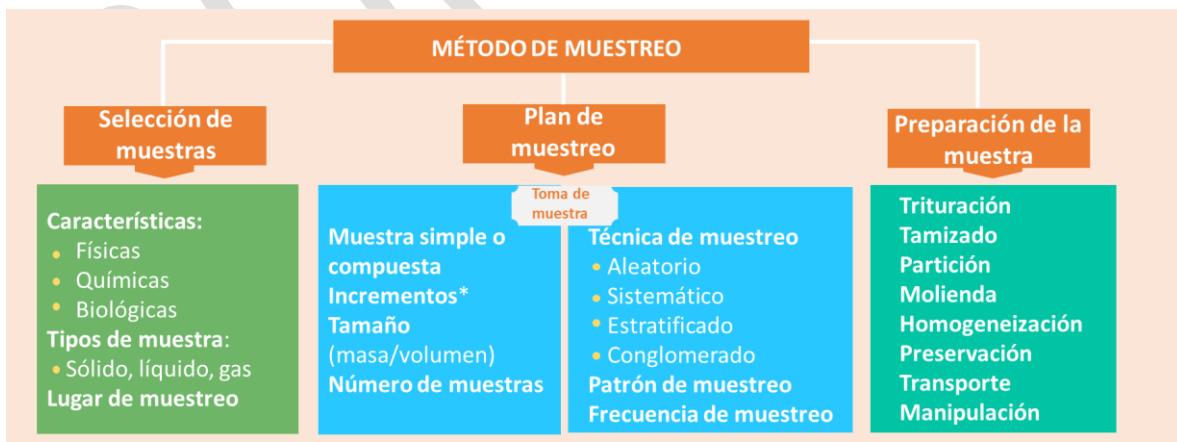 MÉTODO DE MUESTREO
Selección de
muestras
Características:
Físicas
Químicas
Biológicas
Tipos de muestra:
Sólido, líquido, gas
Lugar de muestreo
Plan de
muestreo
Toma de
muestra
Muestra simple o
compuesta
Incrementos*
Tamaño
(masa/volumen)
Número de muestras
Técnica de muestreo
Aleatorio
Sistemático
Estratificado
Conglomerado
Patrón de muestreo
Frecuencia de muestreo
Preparación de la
muestra
Trituración
Tamizado
Partición
Molienda
Homogeneización
Preservación
Transporte
Manipulación